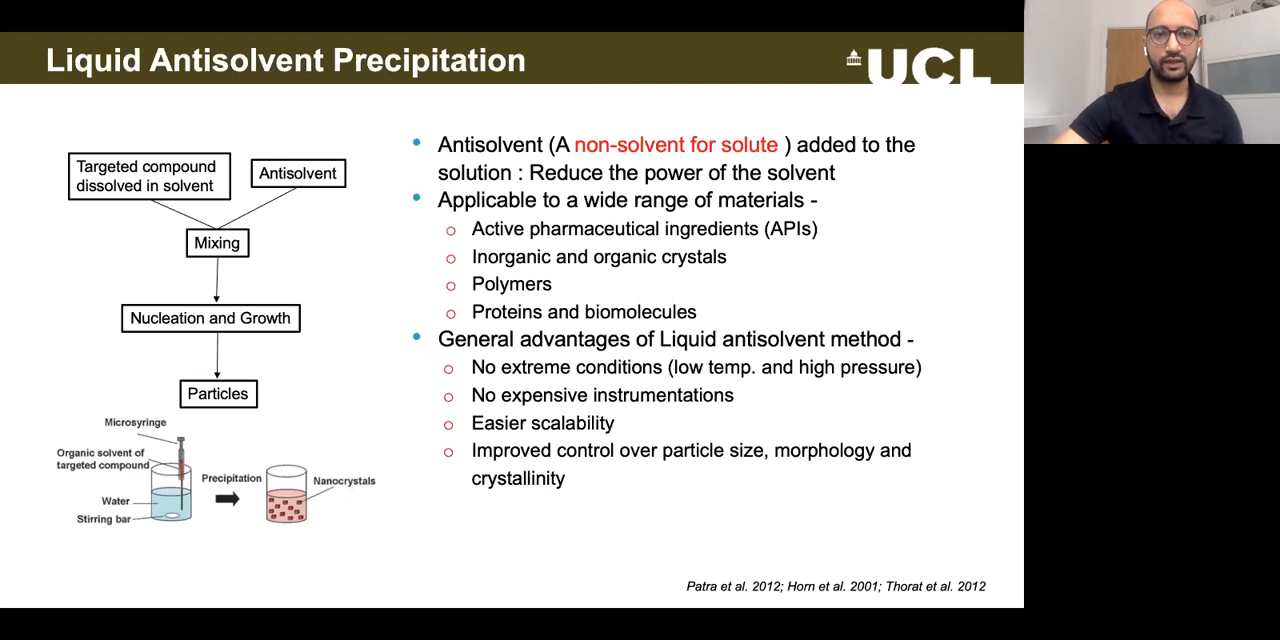 Liquid Antisolvent Precipitation
UCL
Targeted compound
dissolved in solvent
Antisolvent
Mixing
Nucleation and Growth
Particles
Microsyringe
Organic solvent of
targeted compound
Water
Stirring bar
Precipitation
Nanocrystals
• Antisolvent (A non-solvent for solute ) added to the
solution : Reduce the power of the solvent
• Applicable to a wide range of materials -
○ Active pharmaceutical ingredients (APIs)
○ Inorganic and organic crystals
○ Polymers
○ Proteins and biomolecules
• General advantages of Liquid antisolvent method -
○ No extreme conditions (low temp. and high pressure)
○ No expensive instrumentations
○ Easier scalability
○ Improved control over particle size, morphology and
crystallinity
Patra et al. 2012; Horn et al. 2001; Thorat et al. 2012